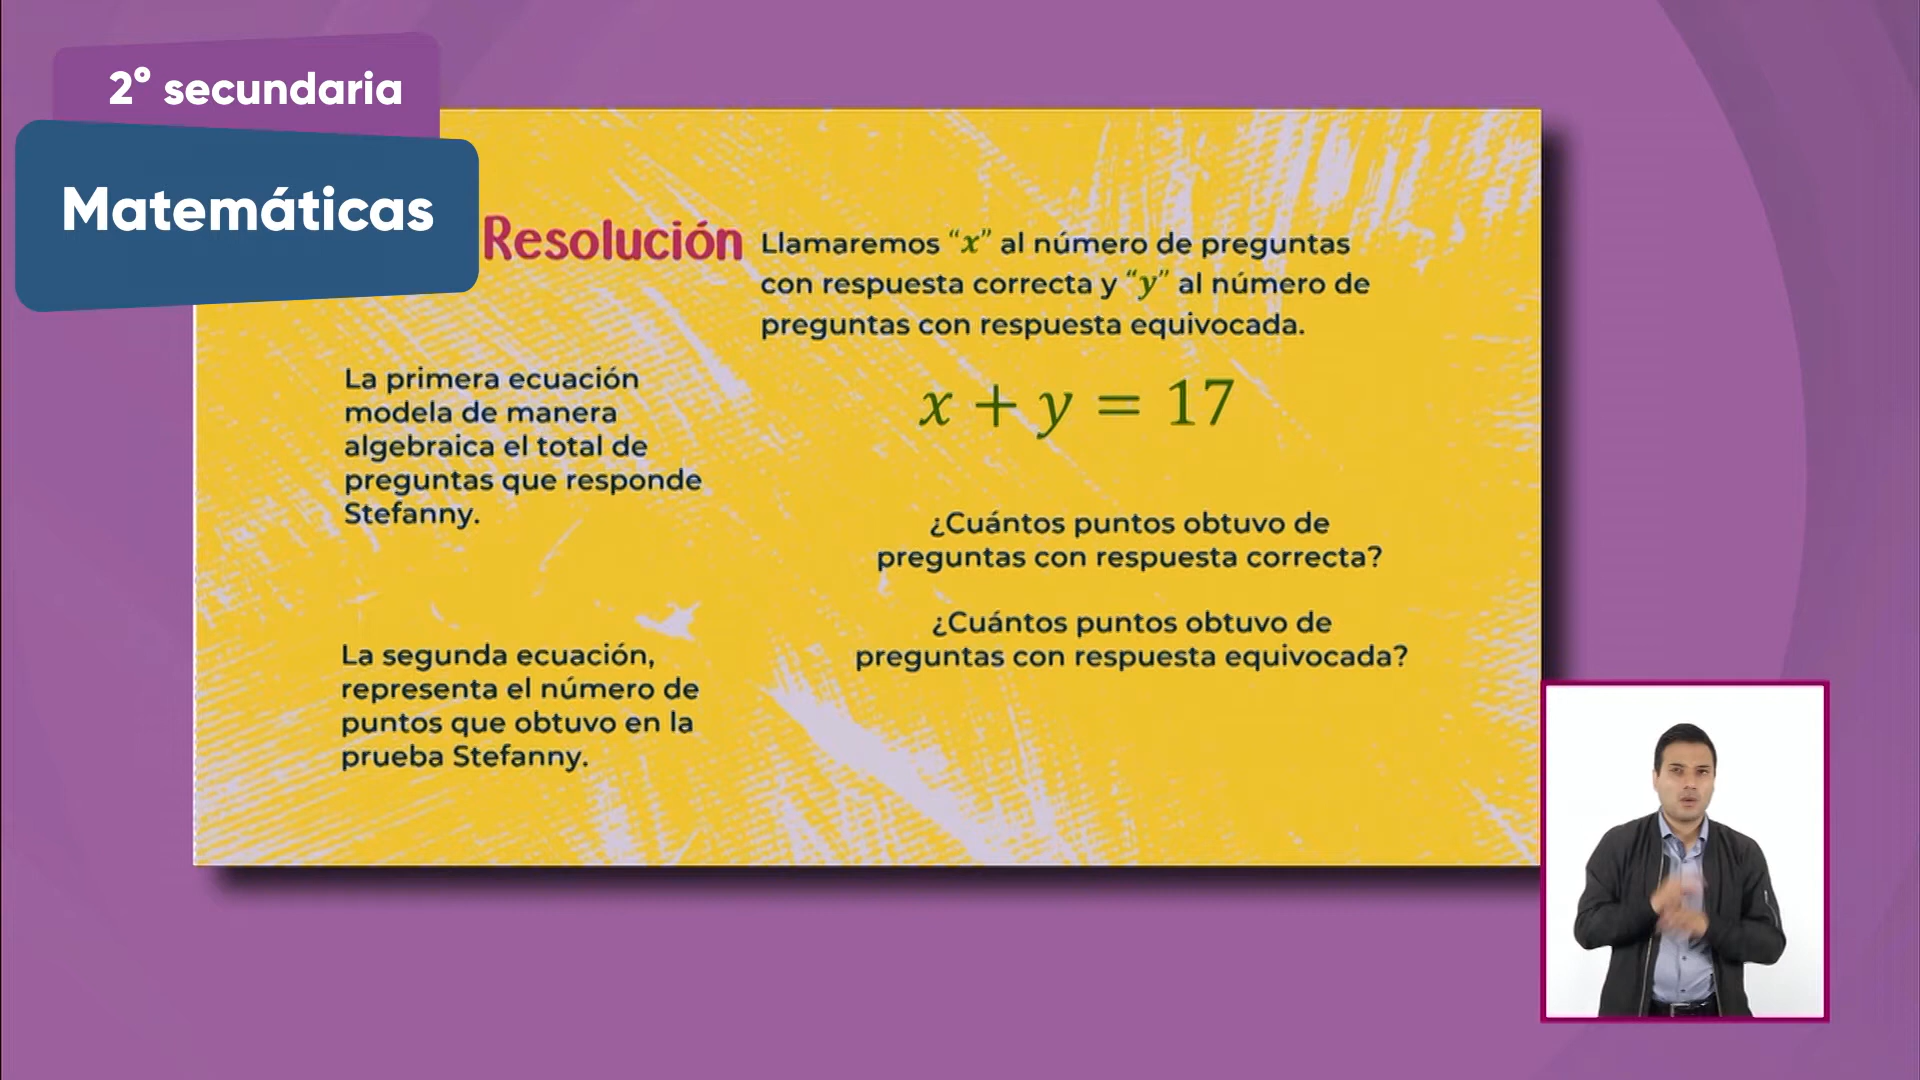 2° secundaria
Matemáticas
Resolución
Llamaremos “x” al número de preguntas
con respuesta correcta y “y” al número de
preguntas con respuesta equivocada.
La primera ecuación
modela de manera
algebraica el total de
preguntas que responde
Stefanny.
x + y = 17
¿Cuántos puntos obtuvo de
preguntas con respuesta correcta?
¿Cuántos puntos obtuvo de
preguntas con respuesta equivocada?
La segunda ecuación,
representa el número de
puntos que obtuvo en la
prueba Stefanny.